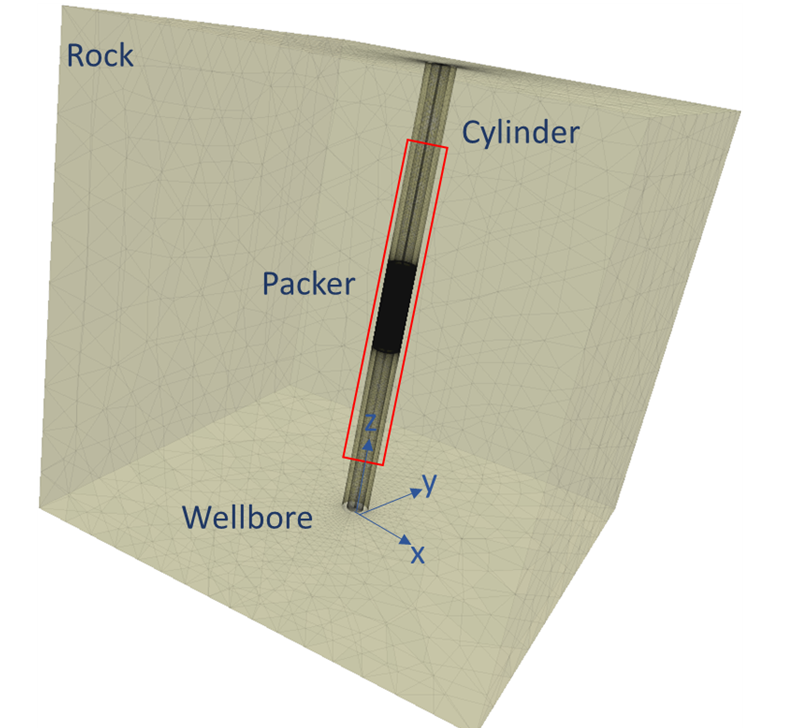 Rock
Cylinder
Packer
z
y
Wellbore
x